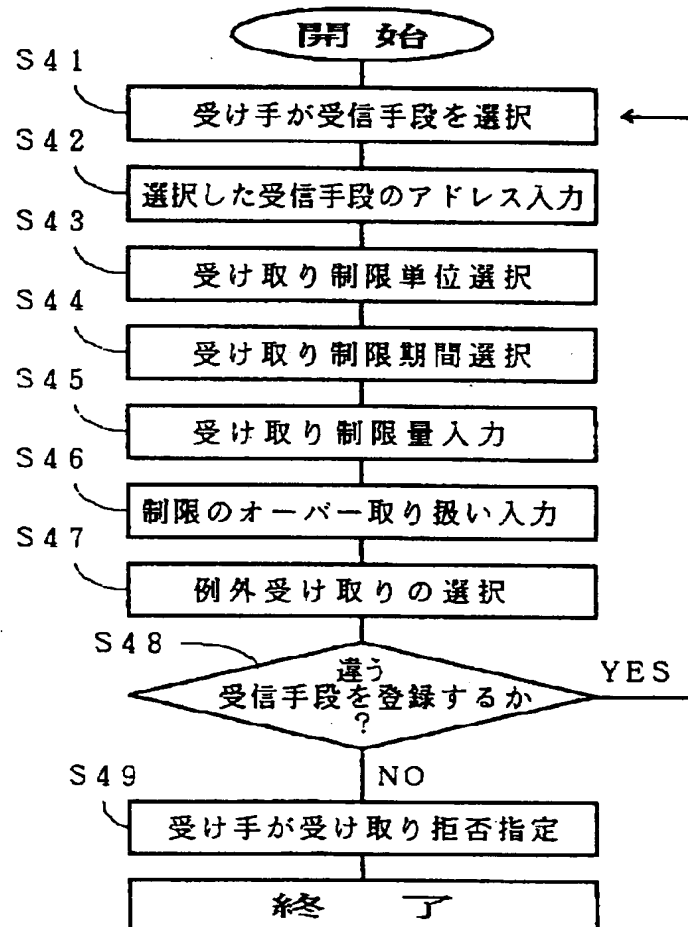 開始
S41
受け手が受信手段を選択
S42
選択した受信手段のアドレス入力
S43
受け取り制限単位選択
S44
受け取り制限期間選択
S45
受け取り制限量入力
S46
制限のオーバー取り扱い入力
S47
例外受け取りの選択
S48
違う
受信手段を登録するか
?
YES
NO
S49
受け手が受け取り拒否指定
終了